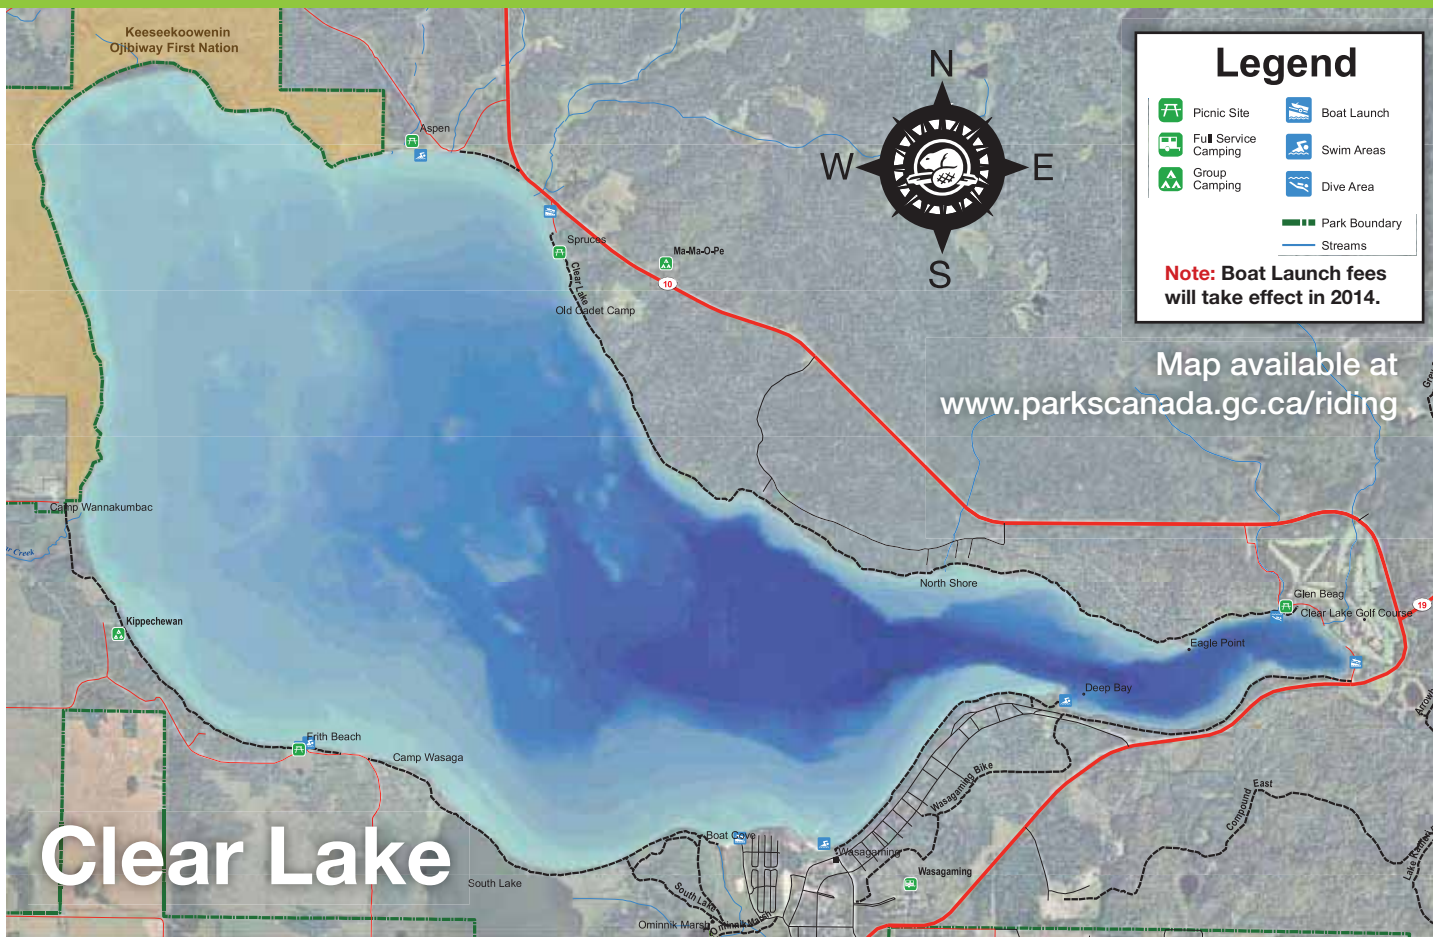 Keeseekoowenin
Ojibiway First Nation
Aspen
N
W
E
S
Legend
Picnic Site
Boat Launch
Full Service
Camping
Swim Areas
Group
Camping
Dive Area
Park Boundary
Streams
Note: Boat Launch fees
will take effect in 2014.
Spruces
Ma-Ma-O-Pe
Clear Lake
10
Old Cadet Camp
Map available at
www.parkscanada.gc.ca/riding
Camp Wannakumbac
Creek
North Shore
Glen Beag
19
Clear Lake Golf Course
Kippechewan
Eagle Point
Deep Bay
Frith Beach
Camp Wasaga
Wasagaming Bike
Compound East
Boat Cove
Wasagaming
Wasagaming
Clear Lake
South Lake
South Lake
Ominnik Marsh
Ominnik Marsh